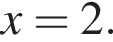 x = 2.